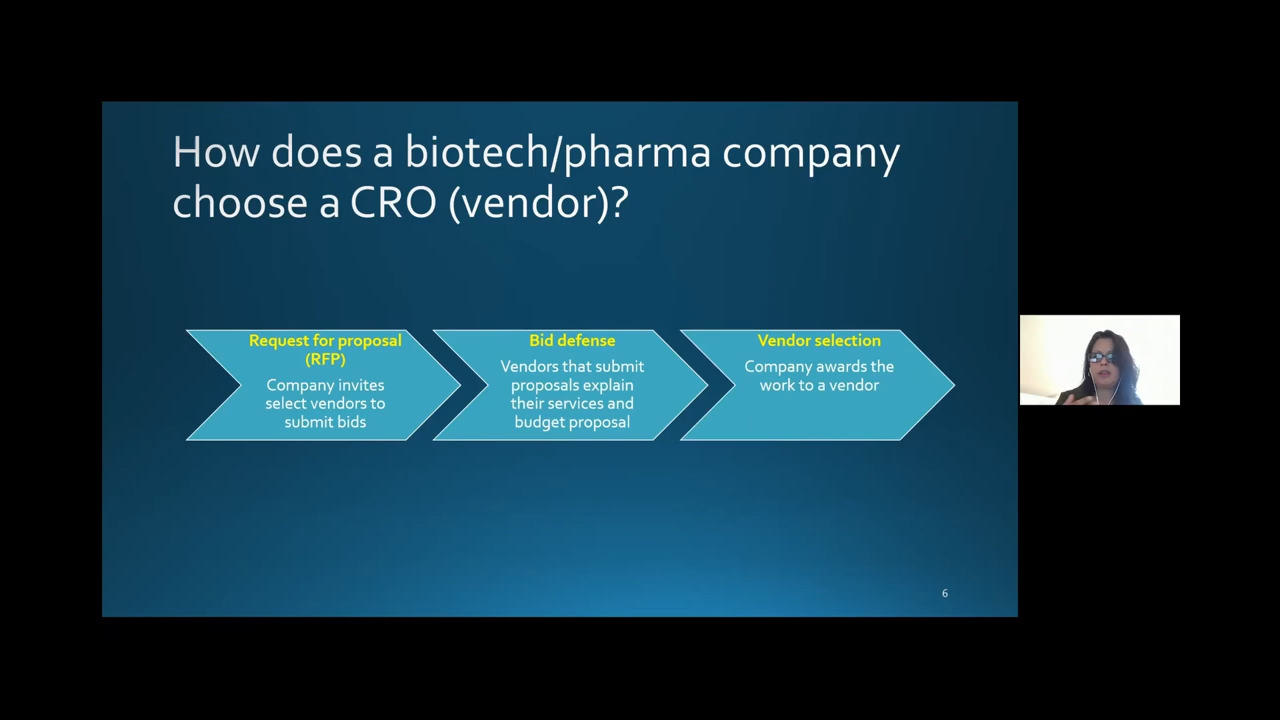 How does a biotech/pharma company
choose a CRO (vendor)?
Request for proposal
(RFP)
Company invites
select vendors to
submit bids
Bid defense
Vendors that submit
proposals explain
their services and
budget proposal
Vendor selection
Company awards the
work to a vendor
6